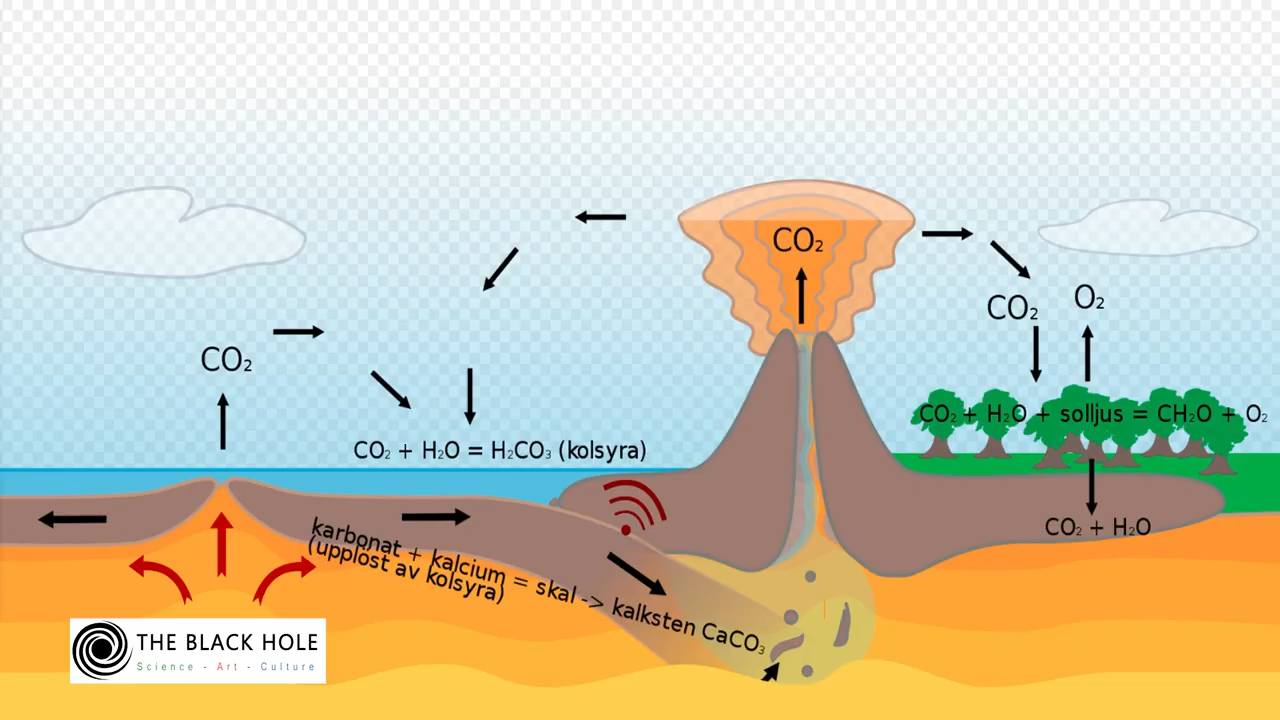 CO₂
CO₂
O₂
CO₂
CO₂ + H₂O + solljus = CH₂O + O₂
CO₂ + H₂O = H₂CO₃ (kolsyra)
karbonat + kalcium = skal -> kalksten CaCO₃
(upplost av kolsyra)
CO₂ + H₂O
THE BLACK HOLE
Science - Art - Culture